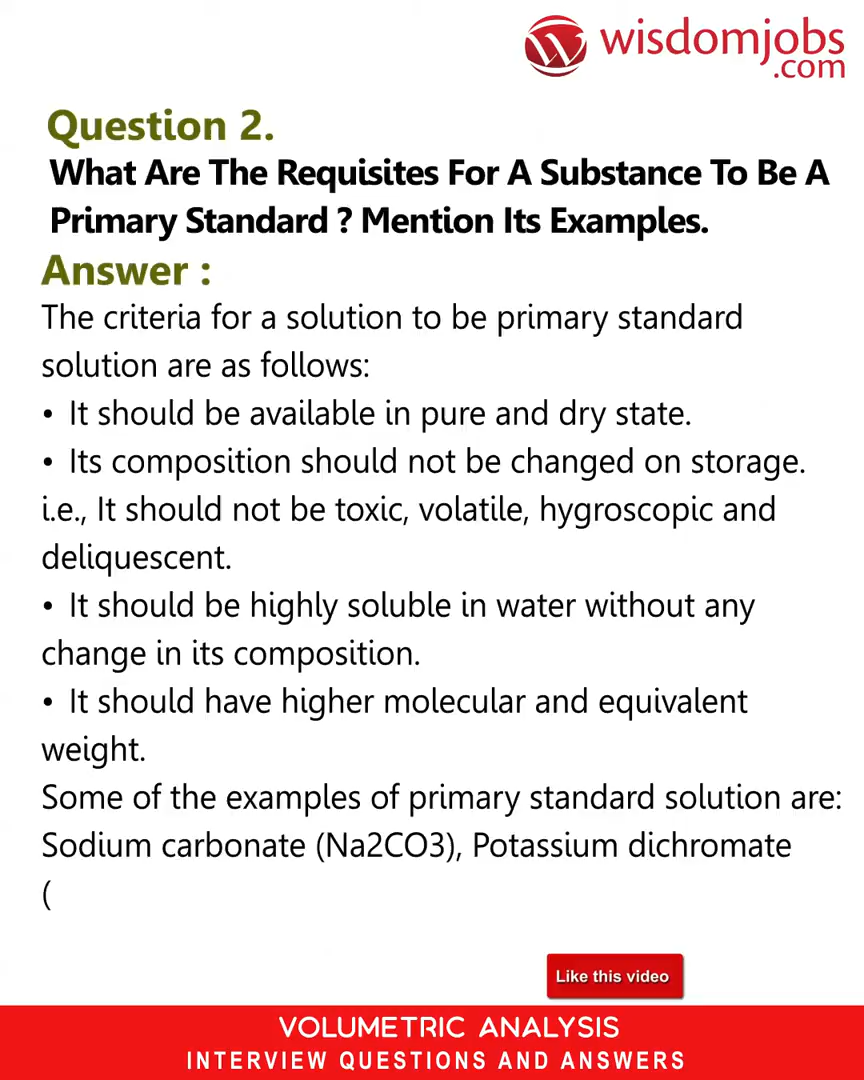 wisdomjobs
.com
Question 2.
What Are The Requisites For A Substance To Be A
Primary Standard ? Mention Its Examples.
Answer :
The criteria for a solution to be primary standard
solution are as follows:
• It should be available in pure and dry state.
• Its composition should not be changed on storage.
i.e., It should not be toxic, volatile, hygroscopic and
deliquescent.
• It should be highly soluble in water without any
change in its composition.
• It should have higher molecular and equivalent
weight.
Some of the examples of primary standard solution are:
Sodium carbonate (Na2CO3), Potassium dichromate
(
Like this video
VOLUMETRIC ANALYSIS
INTERVIEW QUESTIONS AND ANSWERS